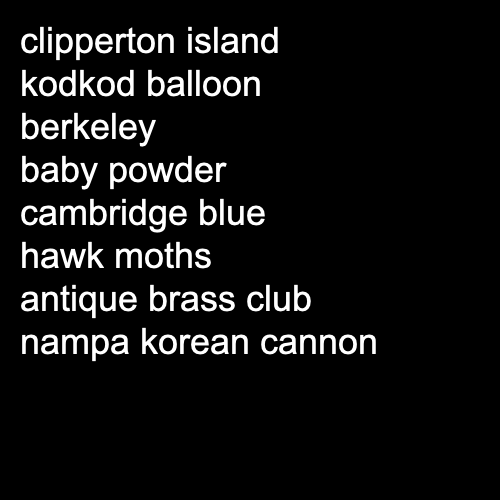 clipperton island
kodkod balloon
berkeley
baby powder
cambridge blue
hawk moths
antique brass club
nampa korean cannon